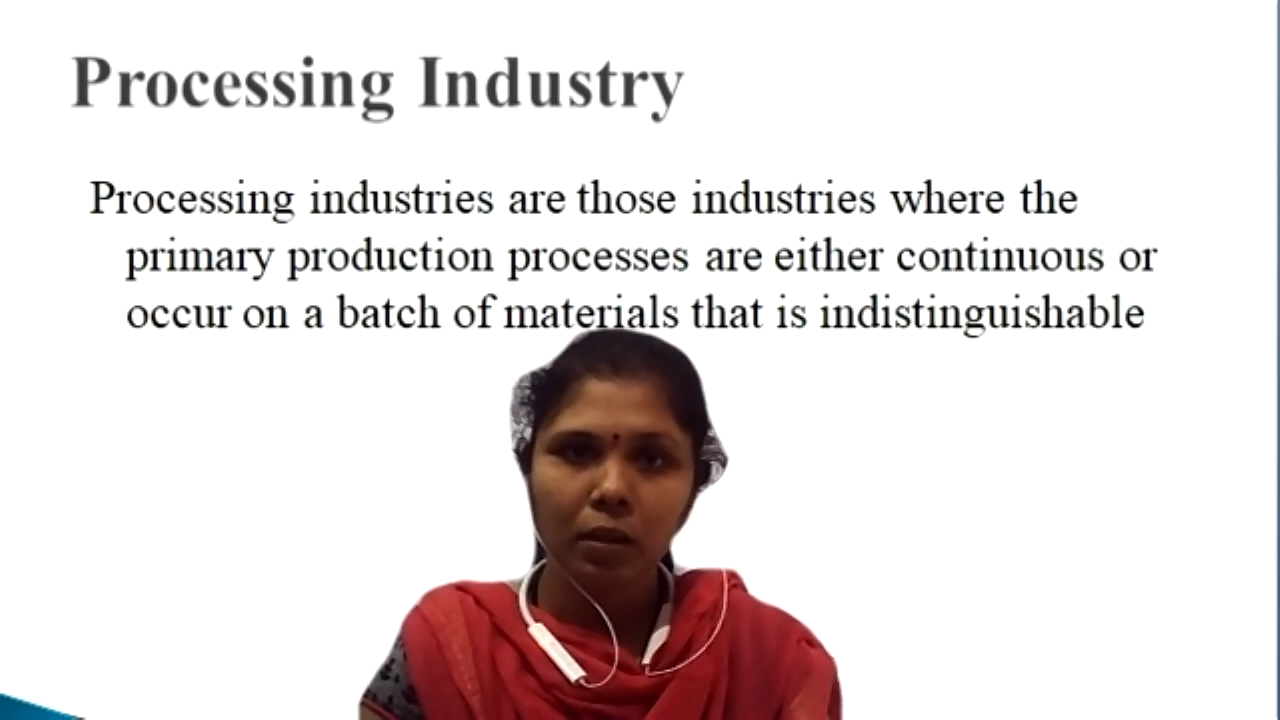 Processing Industry
Processing industries are those industries where the
primary production processes are either continuous or
occur on a batch of materials that is indistinguishable